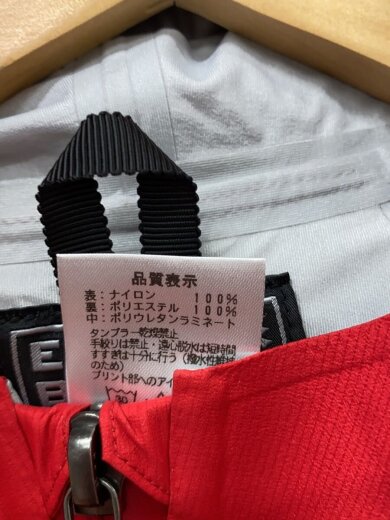 品質表示
表：ナイロン 100%
裏：ポリエステル 100%
中：ポリウレタンラミネート
タンブラー乾燥禁止
手絞りは禁止・遠心脱水は短時間
すすぎは十分に行う（撥水性維持
のため）
プリント部へのアイ
30